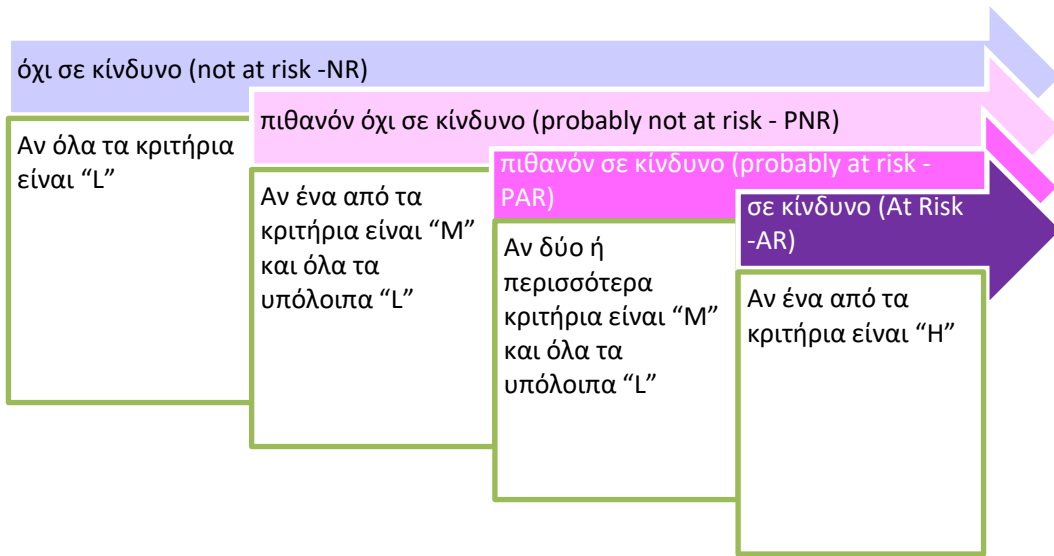 όχι σε κίνδυνο (not at risk -NR)
Αν όλα τα κριτήρια
είναι “L”
πιθανόν όχι σε κίνδυνο (probably not at risk - PNR)
Αν ένα από τα
κριτήρια είναι “M”
και όλα τα
υπόλοιπα “L”
πιθανόν σε κίνδυνο (probably at risk -
PAR)
Αν δύο ή
περισσότερα
κριτήρια είναι “M”
και όλα τα
υπόλοιπα “L”
σε κίνδυνο (At Risk
-AR)
Αν ένα από τα
κριτήρια είναι “H”